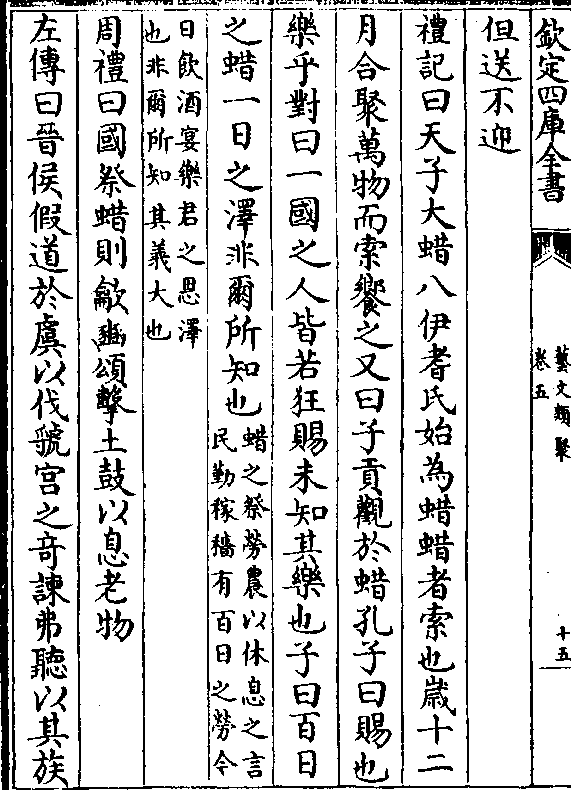 欽定四庫全書
藝文類聚
卷五
十五
但送不迎
禮記曰天子大蜡八伊耆氏始為蜡蜡者索也歲十二
月合聚萬物而索饗之又曰子貢觀於蜡孔子曰賜也
樂乎對曰一國之人皆若狂賜未知其樂也子曰百日
之蜡一日之澤非爾所知也
蜡之祭勞農以休息之言
民勤稼穡有百日之勞今
日飲酒宴樂君之恩澤
也非爾所知其義大也
周禮曰國祭蜡則龡豳頌擊土鼓以息老物
左傳曰晉侯假道於虞以伐虢宮之奇諫弗聽以其族